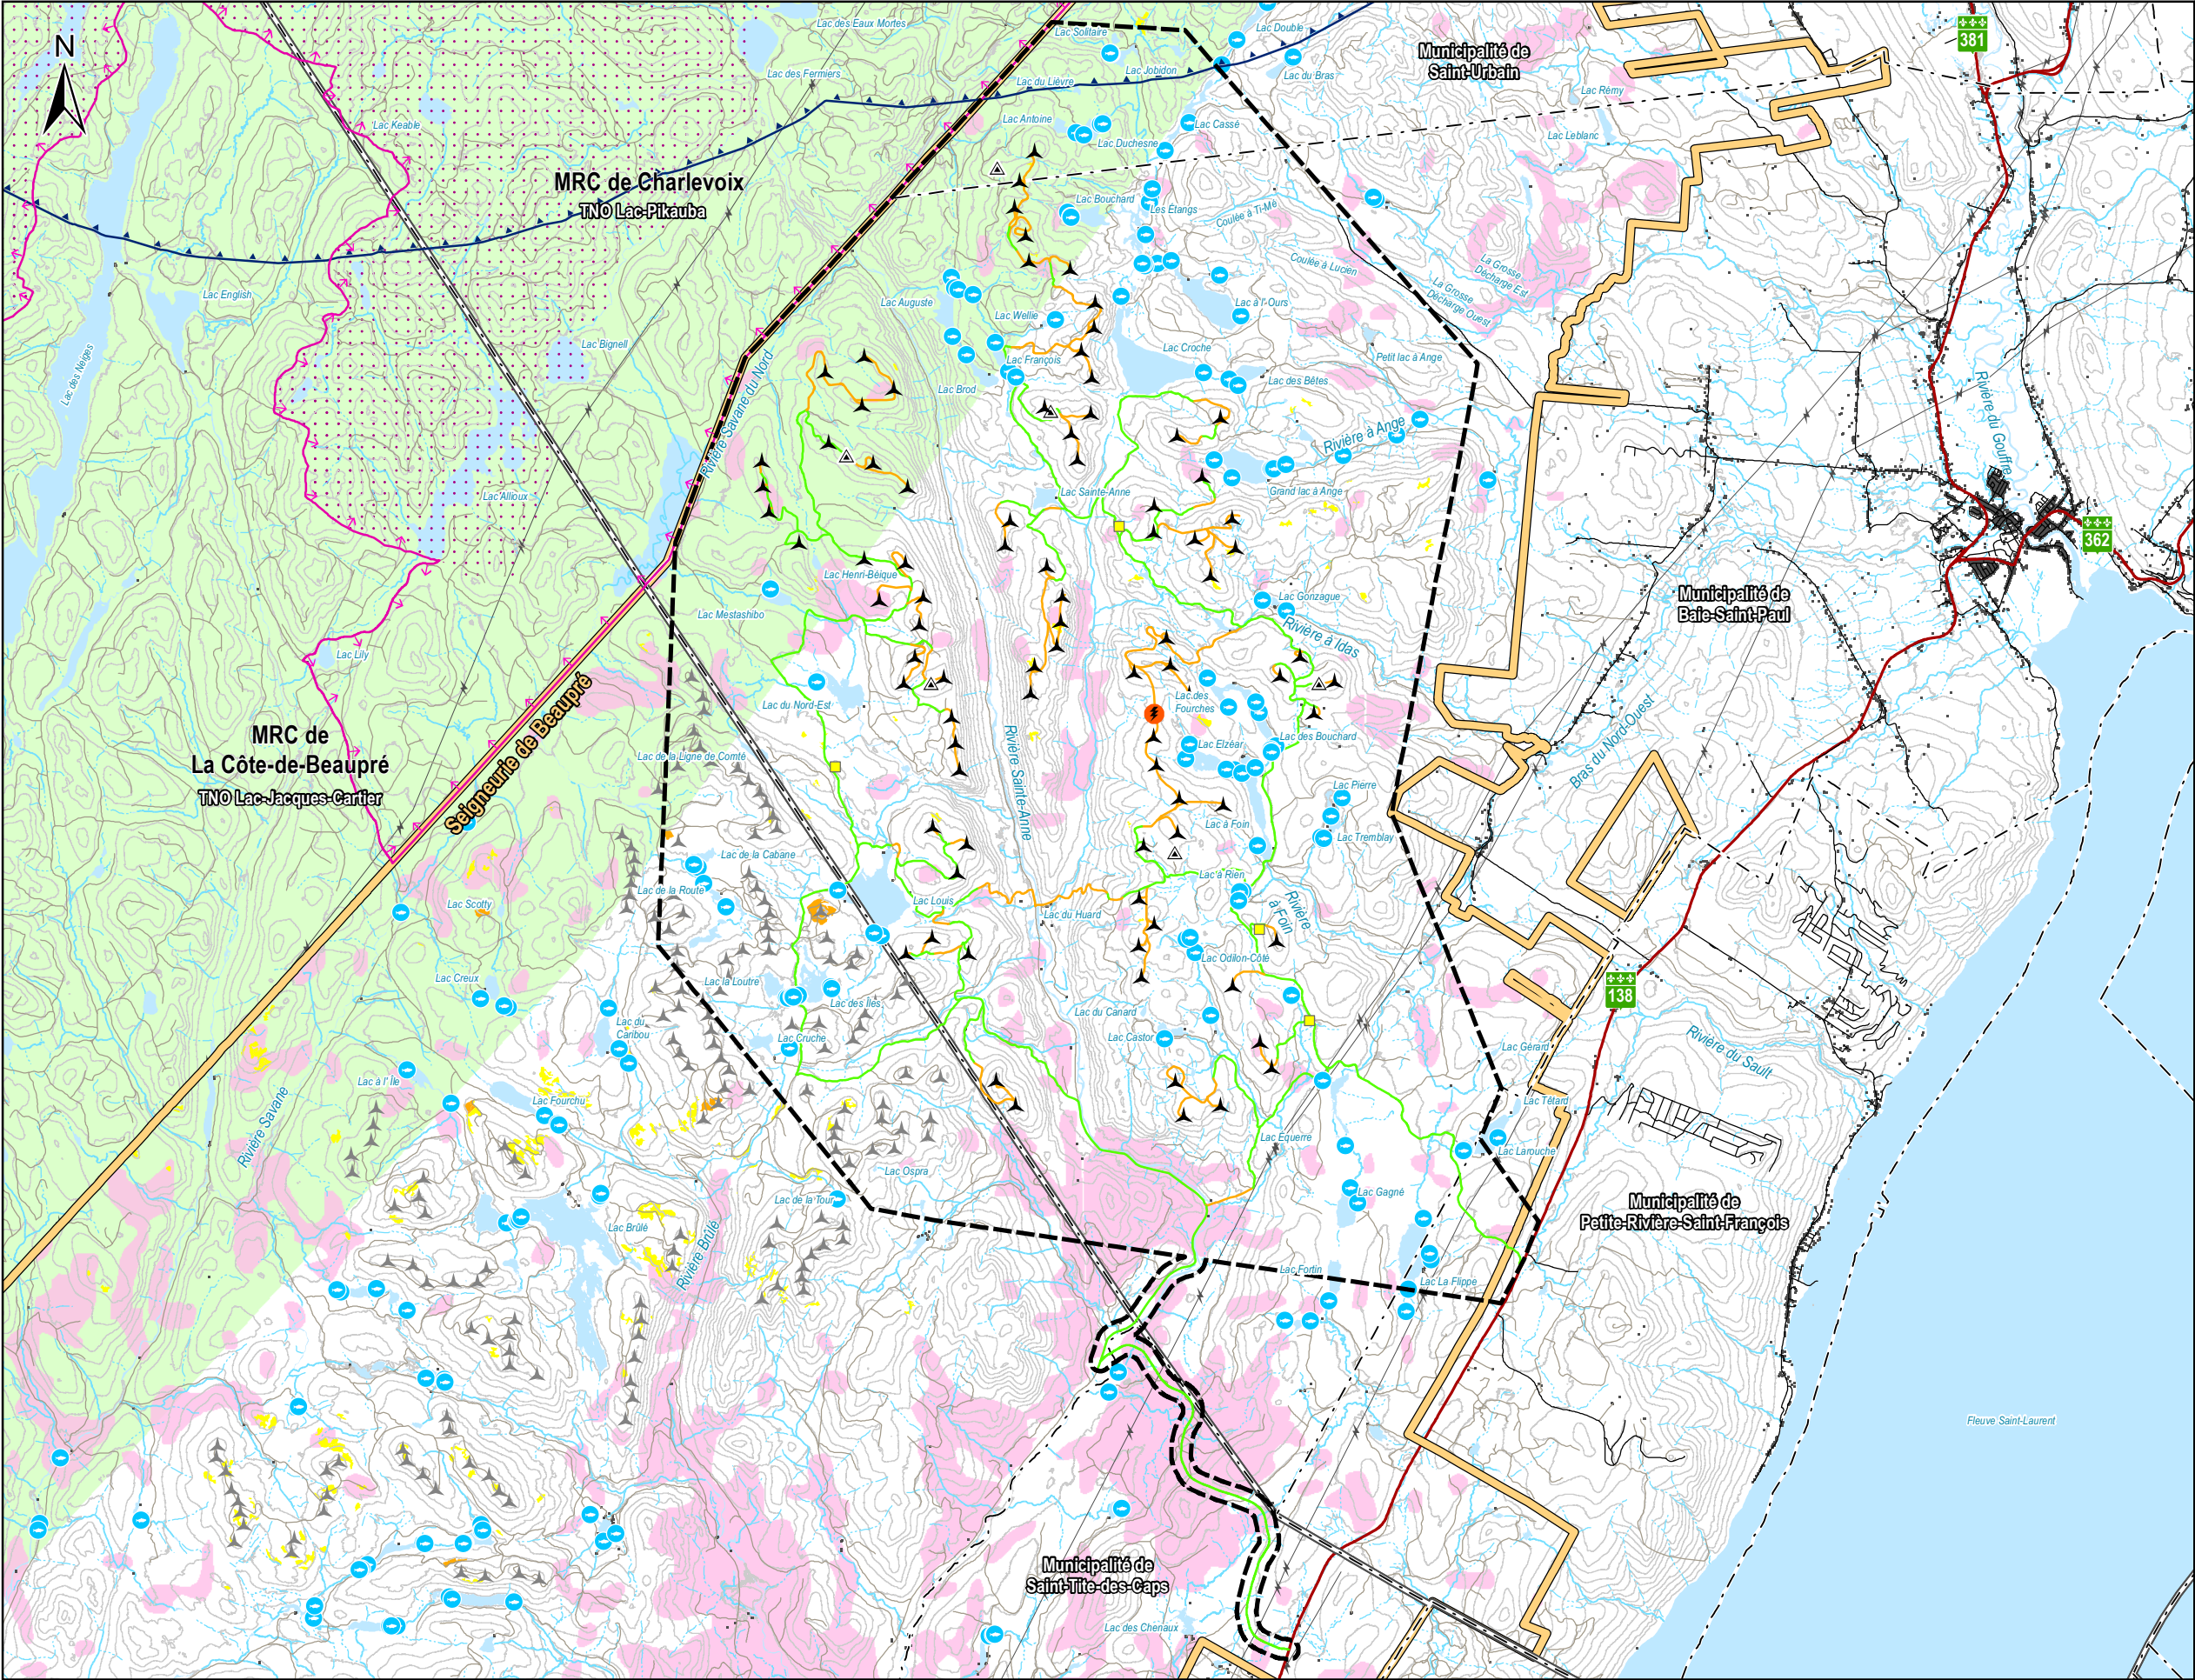 N
Lac des Eaux Mortes
Lac Solitaire
Lac Double
381
Municipalité de
Saint-Urbain
Lac des Fermiers
Lac du Lièvre
Lac Jobidon
Lac du Bras
Lac Rémy
Lac Keable
Lac Antoine
Lac Cassé
Lac Duchesne
Lac Leblanc
MRC de Charlevoix
TNO Lac-Pikauba
Lac Bouchard
Les Étangs
Coulée à Ti-Mé
Coulée à Lucien
La Grosse
Décharge Est
La Grosse
Décharge Ouest
Lac English
Lac Auguste
Lac Wellie
Lac à l'Ours
Lac des Neiges
Lac Bignell
Lac François
Lac Croche
Petit lac à Ange
Lac Brod
Lac des Bêtes
Rivière Savane du Nord
Rivière à Ange
Rivière du Gouffre
Lac Allioux
Lac Sainte-Anne
Grand lac à Ange
362
Lac Henri-Béique
Lac Gonzague
Municipalité de
Baie-Saint-Paul
Lac Mestashibo
Rivière à Idas
Lac Lily
Seigneurie de Beaupré
Lac du Nord-Est
Lac des
Fourches
MRC de
La Côte-de-Beaupré
TNO Lac-Jacques-Cartier
Lac de la Ligne de Comté
Rivière Sainte-Anne
Lac Elzéar
Lac des Bouchard
Bras du Nord-Ouest
Lac Pierre
Lac à Foin
Lac Tremblay
Lac de la Cabane
Lac de la Route
Lac à Rien
Lac Scotty
Lac Louis
Lac du Huard
Rivière
à Foin
Lac Odilon-Côté
Lac Creux
Lac la Loutre
Lac des Îles
138
Lac du
Caribou
Lac du Canard
Lac Cruche
Lac Castor
Lac Gérard
Rivière du Sault
Lac à l'Île
Lac Fourchu
Lac Têtard
Rivière Savane
Lac Équerre
Lac Larouche
Lac Ospra
Lac de la Tour
Lac Gagné
Municipalité de
Petite-Rivière-Saint-François
Lac Brûlé
Rivière Brûlé
Lac Fortin
Lac La Flippe
Fleuve Saint-Laurent
Municipalité de
Saint-Tite-des-Caps
Lac des Chenaux